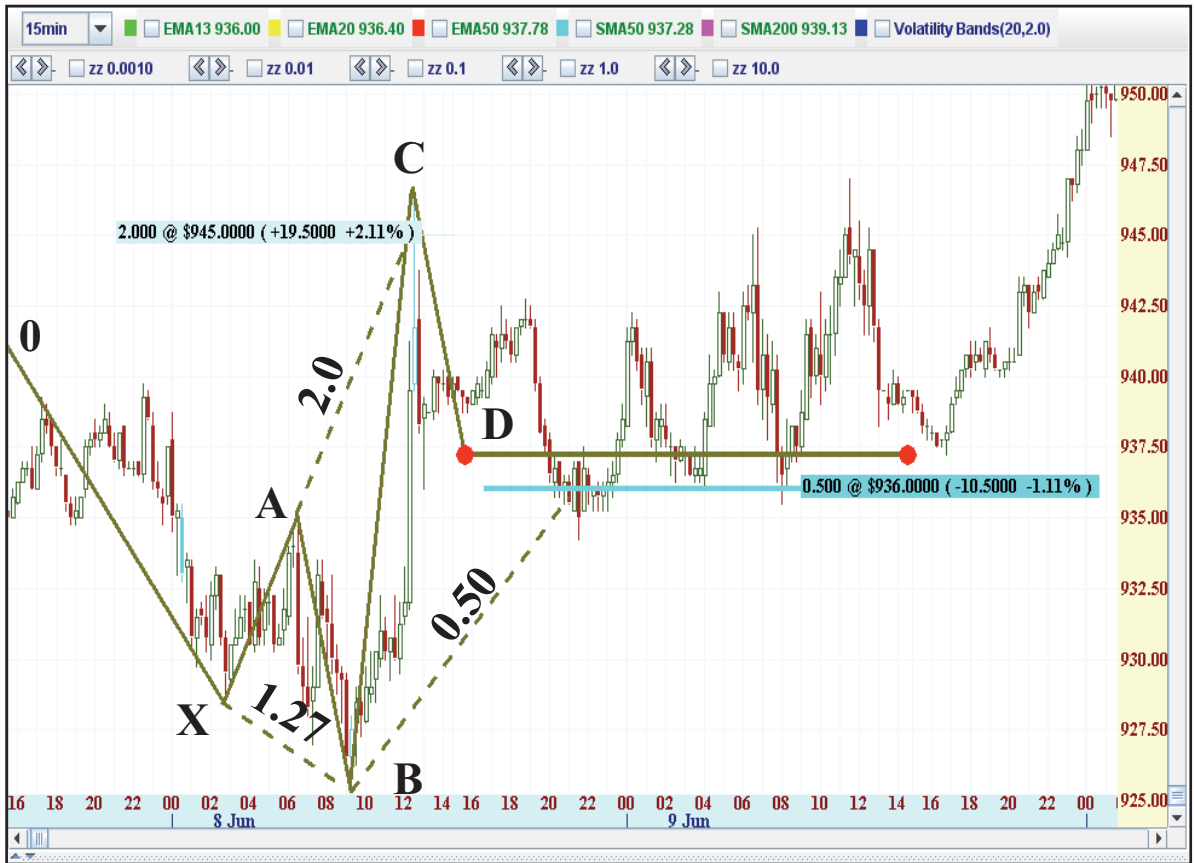 15min EMA13 936.00 EMA20 936.40 EMA50 937.78 SMA50 937.28 SMA200 939.13 Volatility Bands(20,2.0)
zz 0.0010 zz 0.01 zz 0.1 zz 1.0 zz 10.0
950.00
C
947.50
2.000 @ $945.0000 ( +19.5000 +2.11% )
945.00
942.50
0
2.0
940.00
D
937.50
0.500 @ $936.0000 ( -10.5000 -1.11% )
A
935.00
932.50
0.50
930.00
X
1.27
927.50
B
925.00
16 18 20 22 00 02 04 06 08 10 12 14 16 18 20 22 00 02 04 06 08 10 12 14 16 18 20 22 00
8 Jun 9 Jun